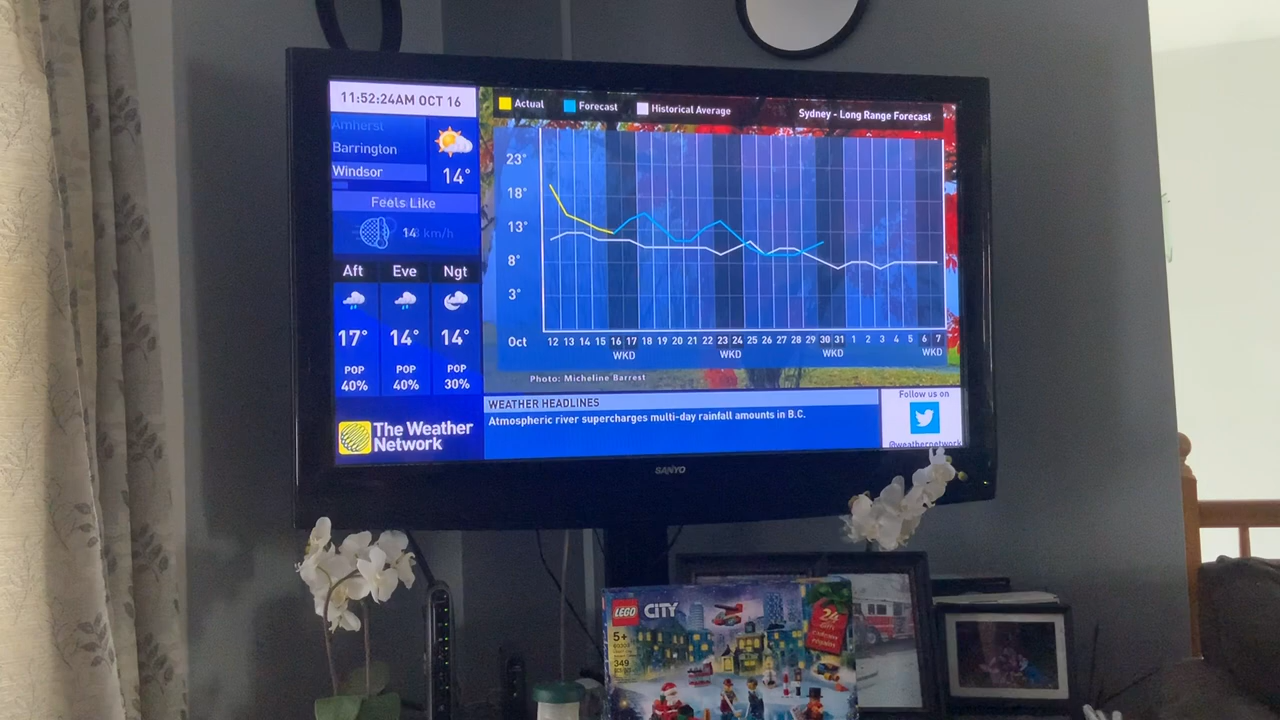 11:52:24AM OCT 16
Amherst
Barrington
Windsor
14°
Feels Like
Aft Eve Ngt
17° 14° 14°
POP POP POP
40% 40% 30%
The Weather
Network
Actual Forecast Historical Average Sydney - Long Range Forecast
23°
18°
13°
8°
3°
Oct 12 13 14 15 16 17 18 19 20 21 22 23 24 25 26 27 28 29 30 31 1 2 3 4 5 6 7
WKD WKD WKD WKD
Photo: Micheline Barrest
WEATHER HEADLINES
Atmospheric river supercharges multi-day rainfall amounts in B.C.
Follow us on
@weathernetwork
SANYO
LEGO CITY
5+
349
24